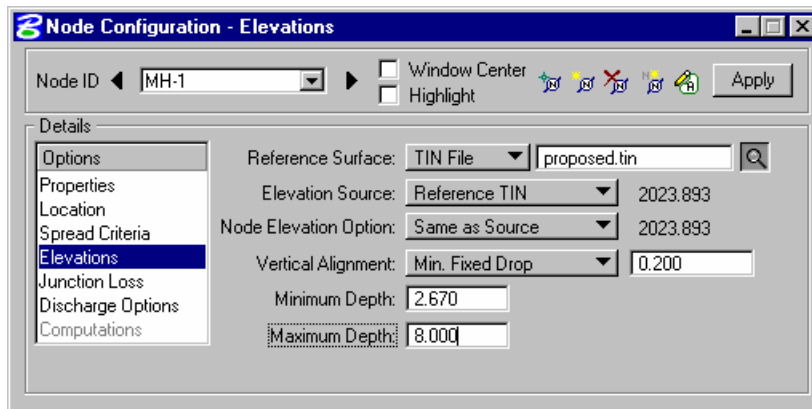 Node Configuration - Elevations
Node ID MH-1 Window Center Highlight Apply
Details
Options
Properties
Location
Spread Criteria
Elevations
Junction Loss
Discharge Options
Computations
Reference Surface: TIN File proposed.tin
Elevation Source: Reference TIN 2023.893
Node Elevation Option: Same as Source 2023.893
Vertical Alignment: Min. Fixed Drop 0.200
Minimum Depth: 2.670
Maximum Depth: 8.000